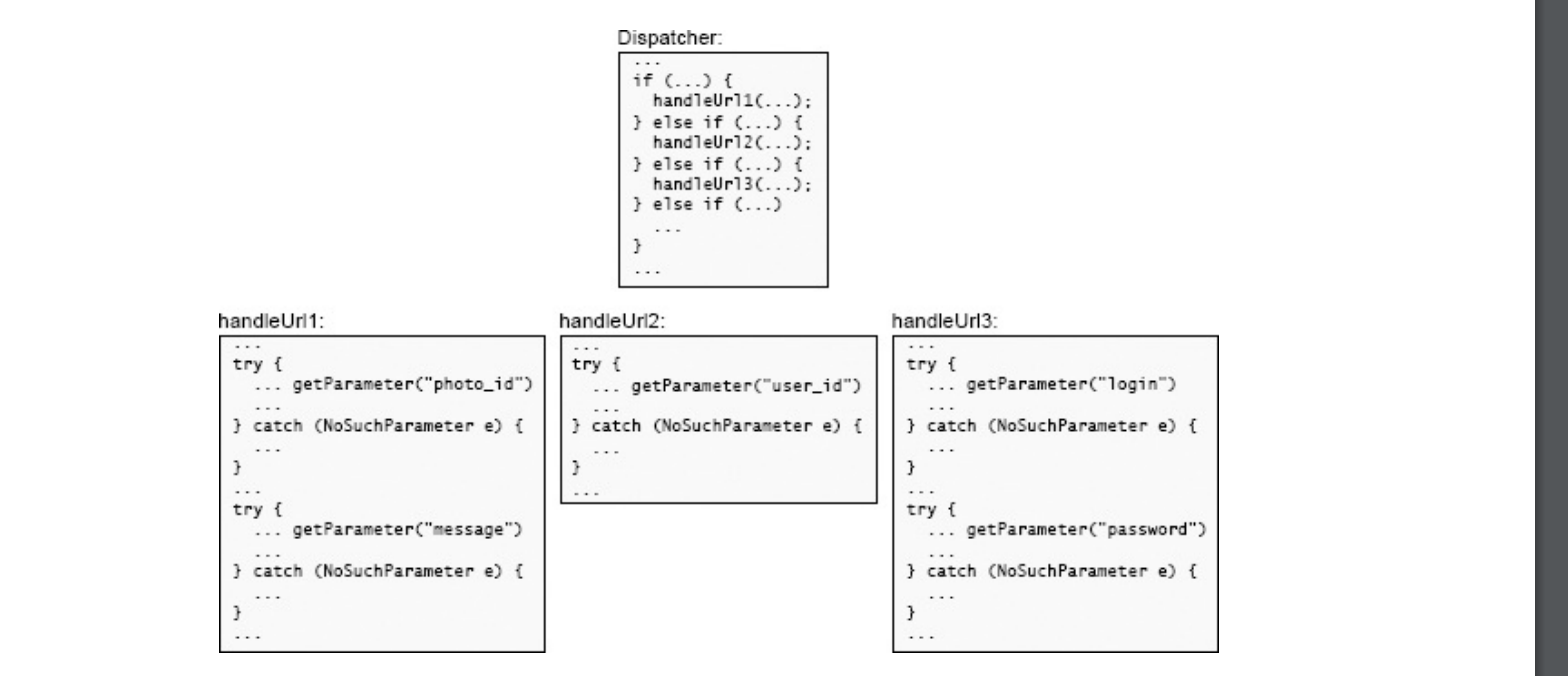 Dispatcher:
...
if (...) {
handleUrl1(...);
} else if (...) {
handleUrl2(...);
} else if (...) {
handleUrl3(...);
} else if (...)
...
}
...
handleUrl1:
...
try {
... getParameter("photo_id")
...
} catch (NoSuchParameter e) {
...
}
...
try {
... getParameter("message")
...
} catch (NoSuchParameter e) {
...
}
...
handleUrl2:
...
try {
... getParameter("user_id")
...
} catch (NoSuchParameter e) {
...
}
...
handleUrl3:
...
try {
... getParameter("login")
...
} catch (NoSuchParameter e) {
...
}
...
try {
... getParameter("password")
...
} catch (NoSuchParameter e) {
...
}
...